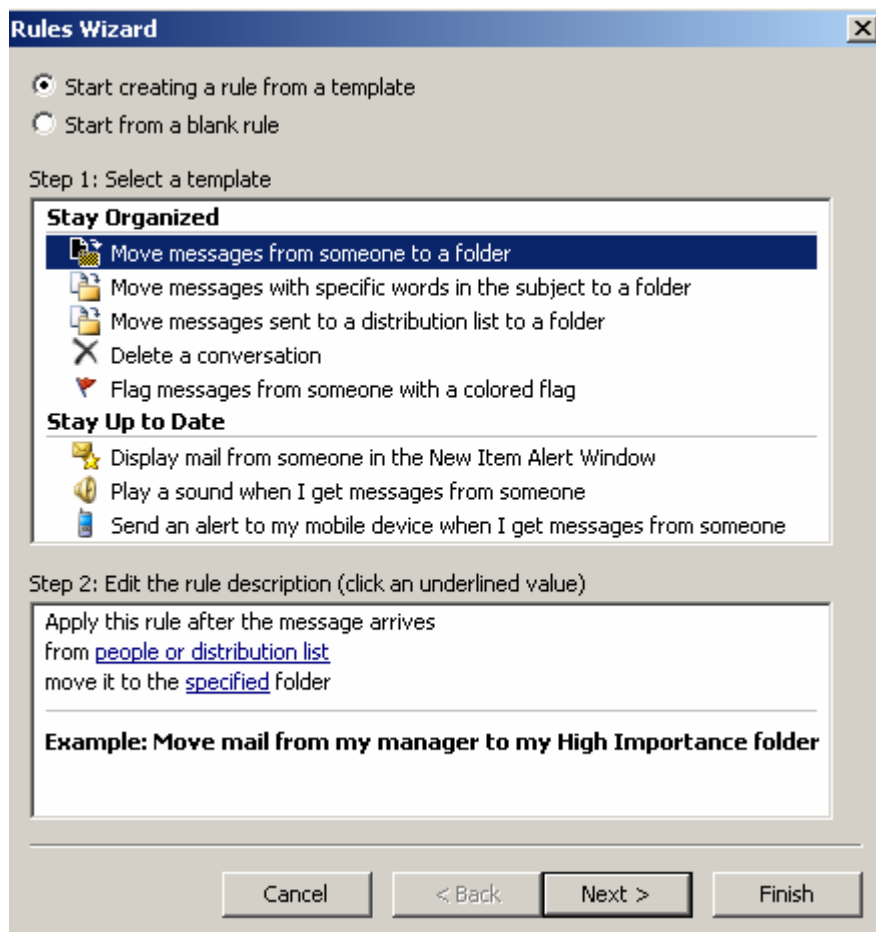 Rules Wizard
Start creating a rule from a template
Start from a blank rule
Step 1: Select a template
Stay Organized
Move messages from someone to a folder
Move messages with specific words in the subject to a folder
Move messages sent to a distribution list to a folder
Delete a conversation
Flag messages from someone with a colored flag
Stay Up to Date
Display mail from someone in the New Item Alert Window
Play a sound when I get messages from someone
Send an alert to my mobile device when I get messages from someone
Step 2: Edit the rule description (click an underlined value)
Apply this rule after the message arrives
from people or distribution list
move it to the specified folder
Example: Move mail from my manager to my High Importance folder
Cancel < Back Next > Finish